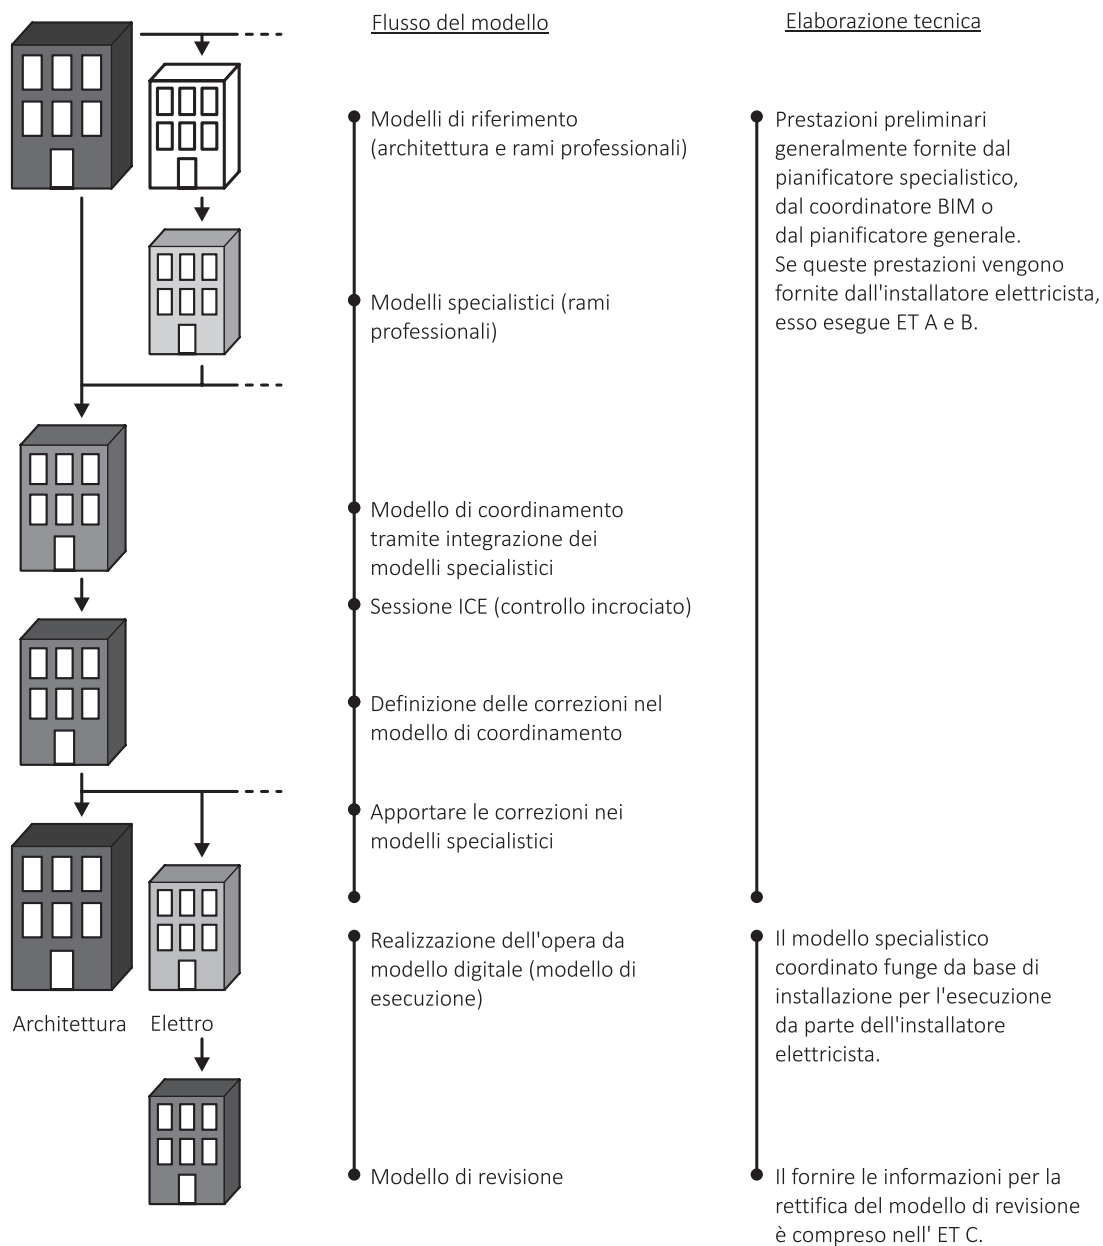 Flusso del modello
Elaborazione tecnica
Modelli di riferimento
(architettura e rami professionali)
Modelli specialistici (rami
professionali)
Modello di coordinamento
tramite integrazione dei
modelli specialistici
Sessione ICE (controllo incrociato)
Definizione delle correzioni nel
modello di coordinamento
Apportare le correzioni nei
modelli specialistici
Realizzazione dell'opera da
modello digitale (modello di
esecuzione)
Modello di revisione
Prestazioni preliminari
generalmente fornite dal
pianificatore specialistico,
dal coordinatore BIM o
dal pianificatore generale.
Se queste prestazioni vengono
fornite dall'installatore elettricista,
esso esegue ET A e B.
Il modello specialistico
coordinato funge da base di
installazione per l'esecuzione
da parte dell'installatore
elettricista.
Il fornire le informazioni per la
rettifica del modello di revisione
è compreso nell' ET C.
Architettura
Elettro